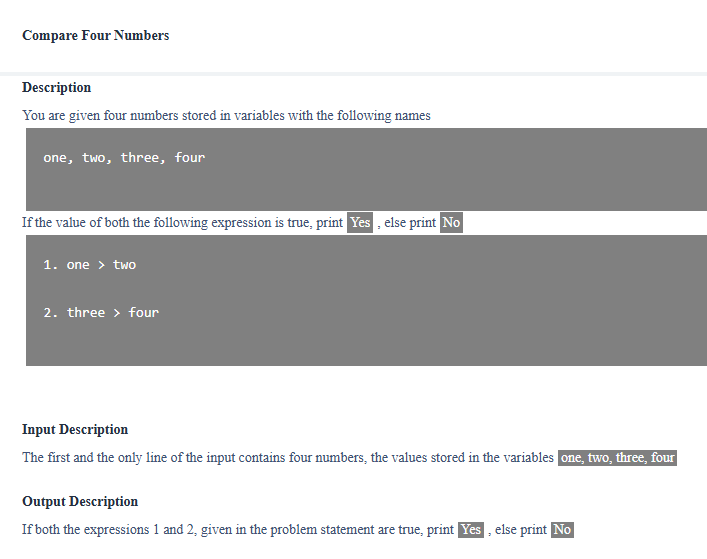 Compare Four Numbers
Description
You are given four numbers stored in variables with the following names
one, two, three, four
If the value of both the following expression is true, print Yes , else print No
1. one > two
2. three > four
Input Description
The first and the only line of the input contains four numbers, the values stored in the variables one, two, three, four
Output Description
If both the expressions 1 and 2, given in the problem statement are true, print Yes , else print No